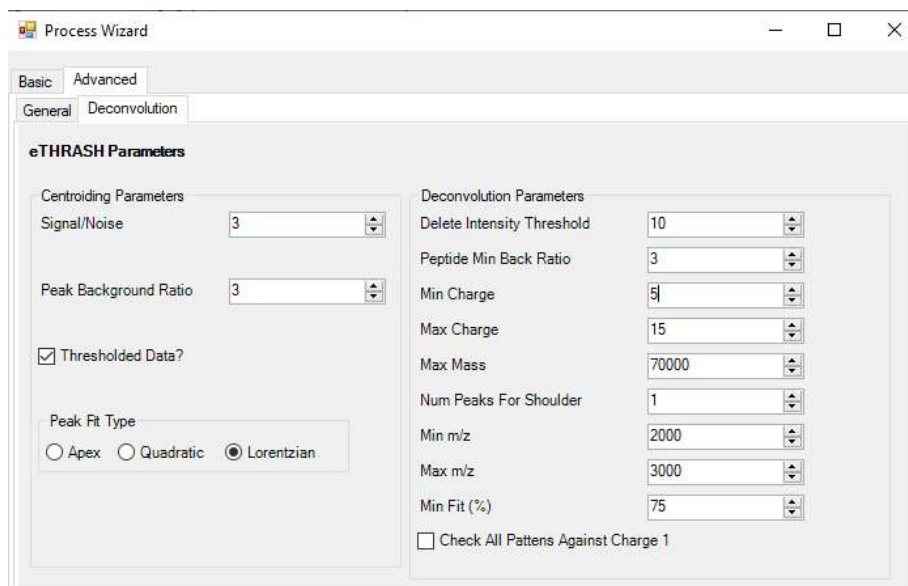 Process Wizard
Basic Advanced
General Deconvolution
eTHRASH Parameters
Centroiding Parameters
Signal/Noise 3
Peak Background Ratio 3
Thresholded Data?
Peak Fit Type
Apex Quadratic Lorentzian
Deconvolution Parameters
Delete Intensity Threshold 10
Peptide Min Back Ratio 3
Min Charge 5
Max Charge 15
Max Mass 70000
Num Peaks For Shoulder 1
Min m/z 2000
Max m/z 3000
Min Fit (%) 75
Check All Pattens Against Charge 1